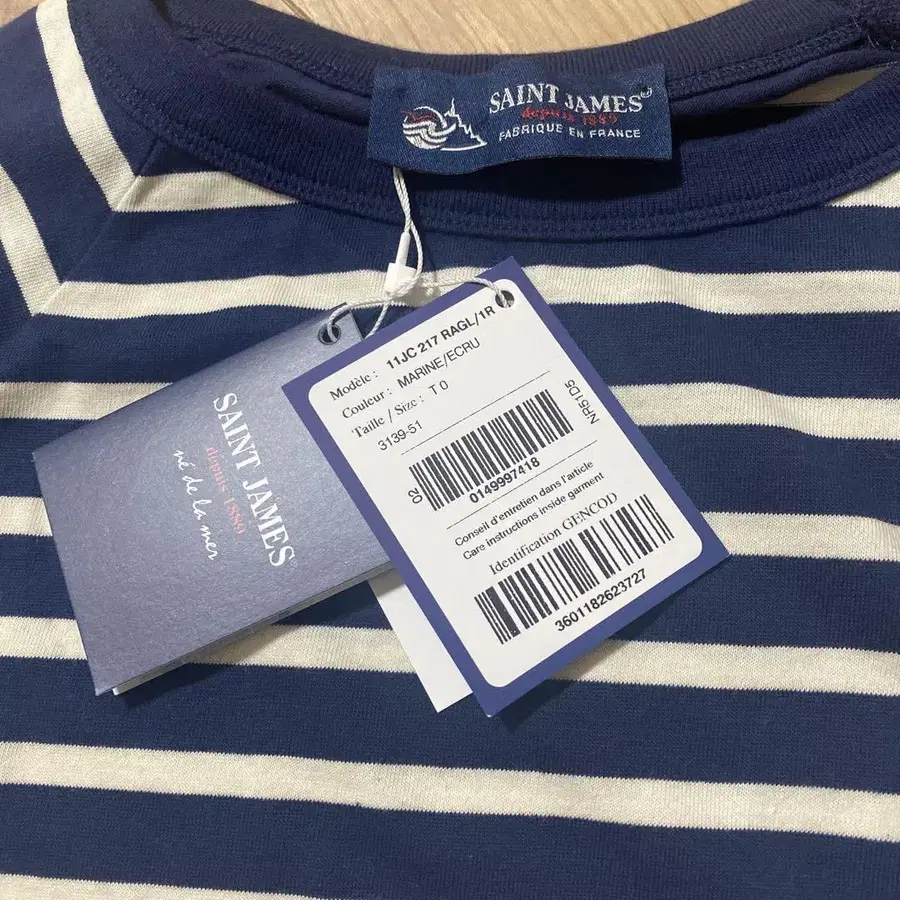 SAINT JAMES
depuis 1889
FABRIQUE EN FRANCE
SAINT JAMES
depuis 1889
né de la mer
Modèle : 11JC 217 RAGL/1R
Couleur : MARINE/ECRU
Taille / Size : T 0
3139-51
NR51D5
02
0149997418
Conseil d'entretien dans l'article
Care instructions inside garment
Identification GENCOD
3601182623727